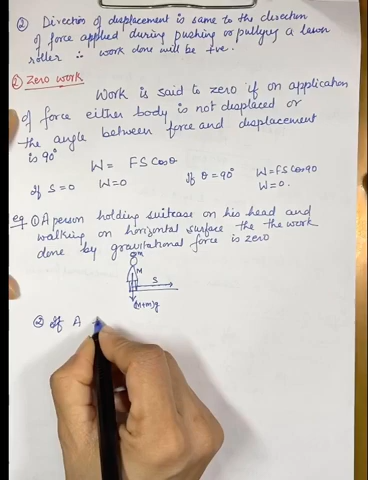 ② Direction of displacement is same to the direction
of force applied during pushing or pullyng a lawn
roller ∴ work done will be +ve.
② Zero work
Work is said to zero if on application
of force either body is not displaced or
the angle between force and displacement
is 90°
W = FS Cosθ
If S = 0 W = 0 If θ = 90° W = FS Cos90
W = 0.
eg ① A person holding suitcase on his head and
walking on horizontal surface the the work
done by gravitational force is zero
m
M
S
(M+m)g
② If A